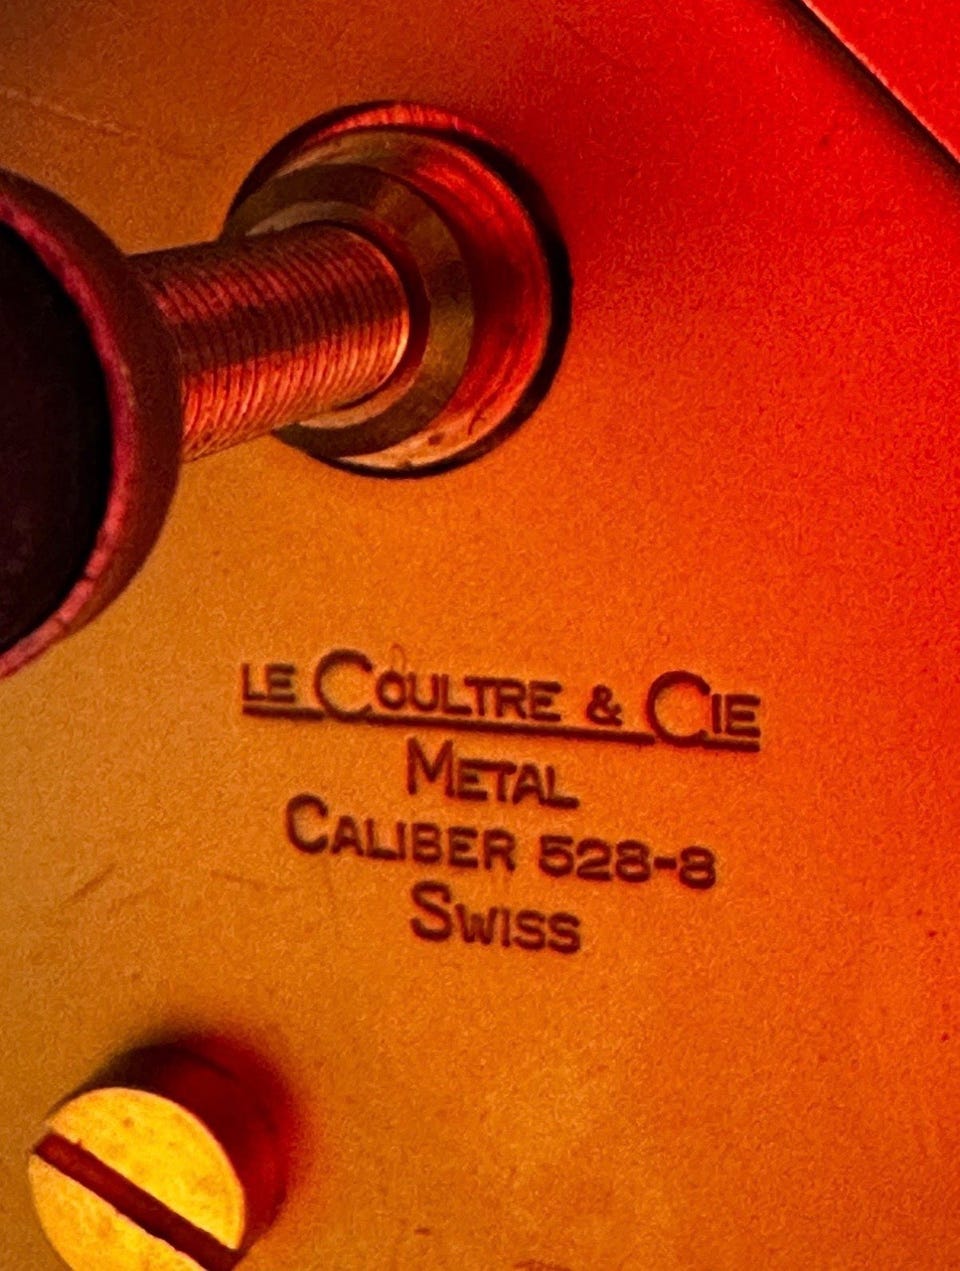 LE COULTRE & CIE
METAL
CALIBER 528-8
SWISS